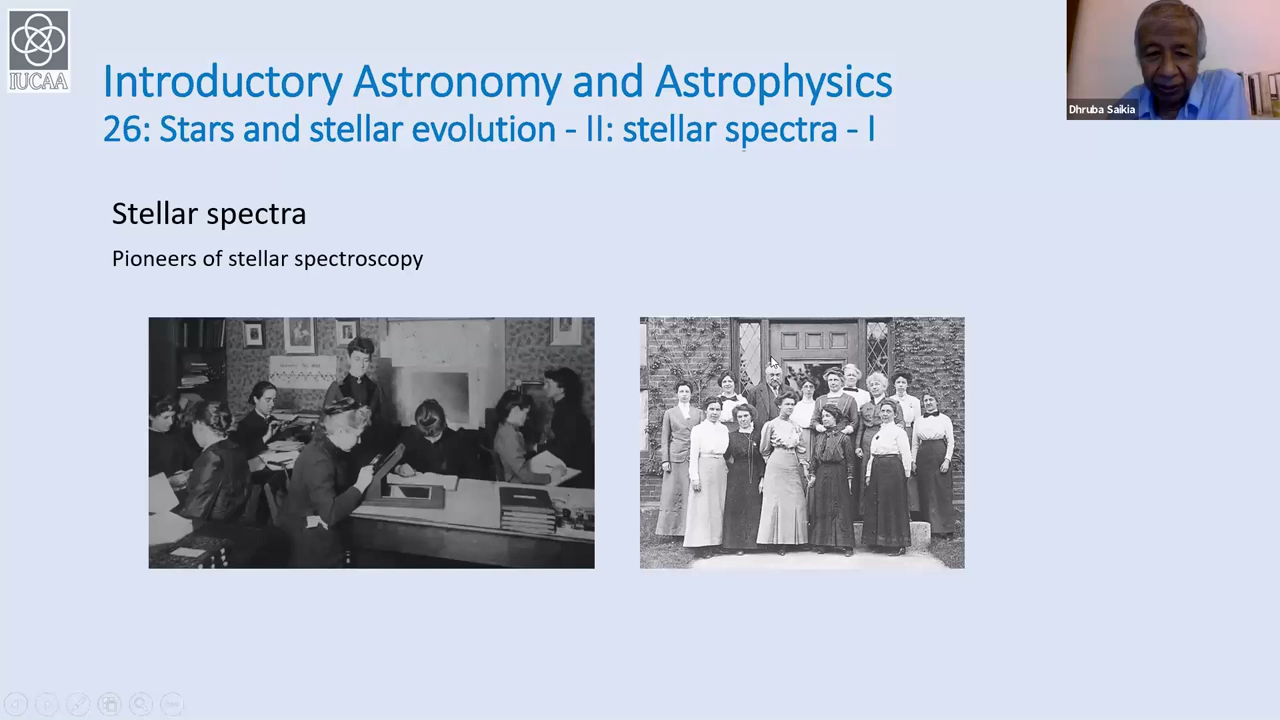 IUCAA
Introductory Astronomy and Astrophysics
26: Stars and stellar evolution - II: stellar spectra - I
Dhruba Saikia
Stellar spectra
Pioneers of stellar spectroscopy